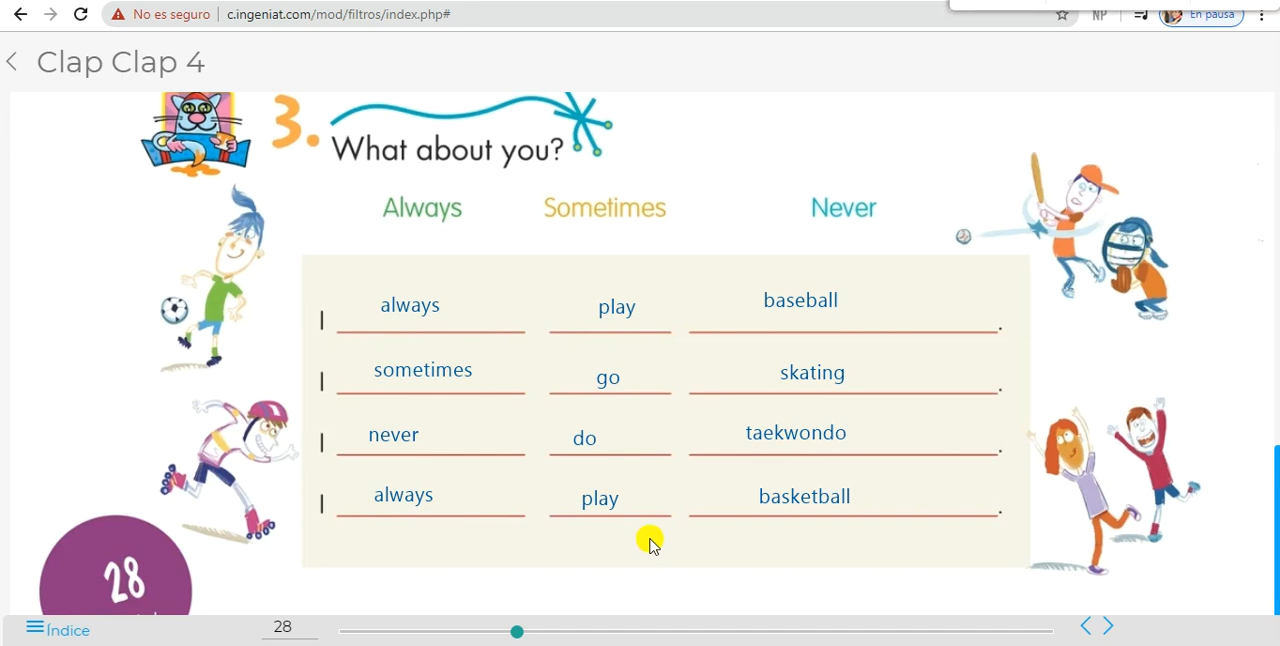 No es seguro | c.ingeniat.com/mod/filtros/index.php#
NP
En pausa
Clap Clap 4
3. What about you?
Always Sometimes Never
I always play baseball.
I sometimes go skating.
I never do taekwondo.
I always play basketball.
28
Índice 28